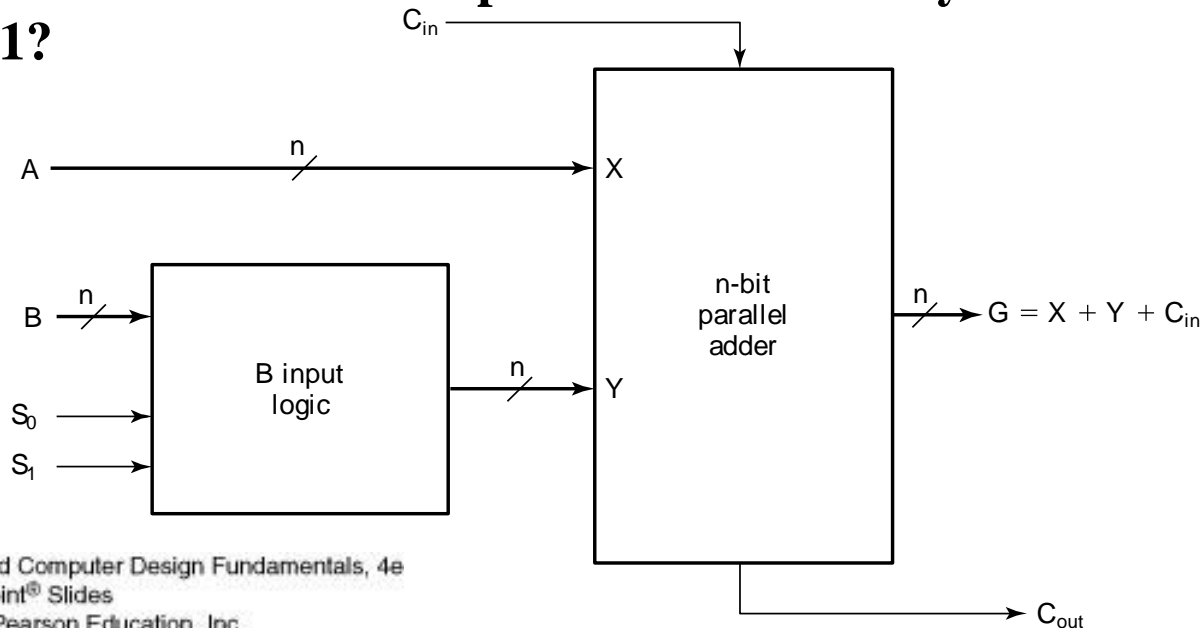 1?
C_in
n
A
X
n-bit
parallel
adder
n
B
n
G = X + Y + C_in
B input
logic
n
Y
S_0
S_1
d Computer Design Fundamentals, 4e
oint® Slides
Pearson Education, Inc
C_out